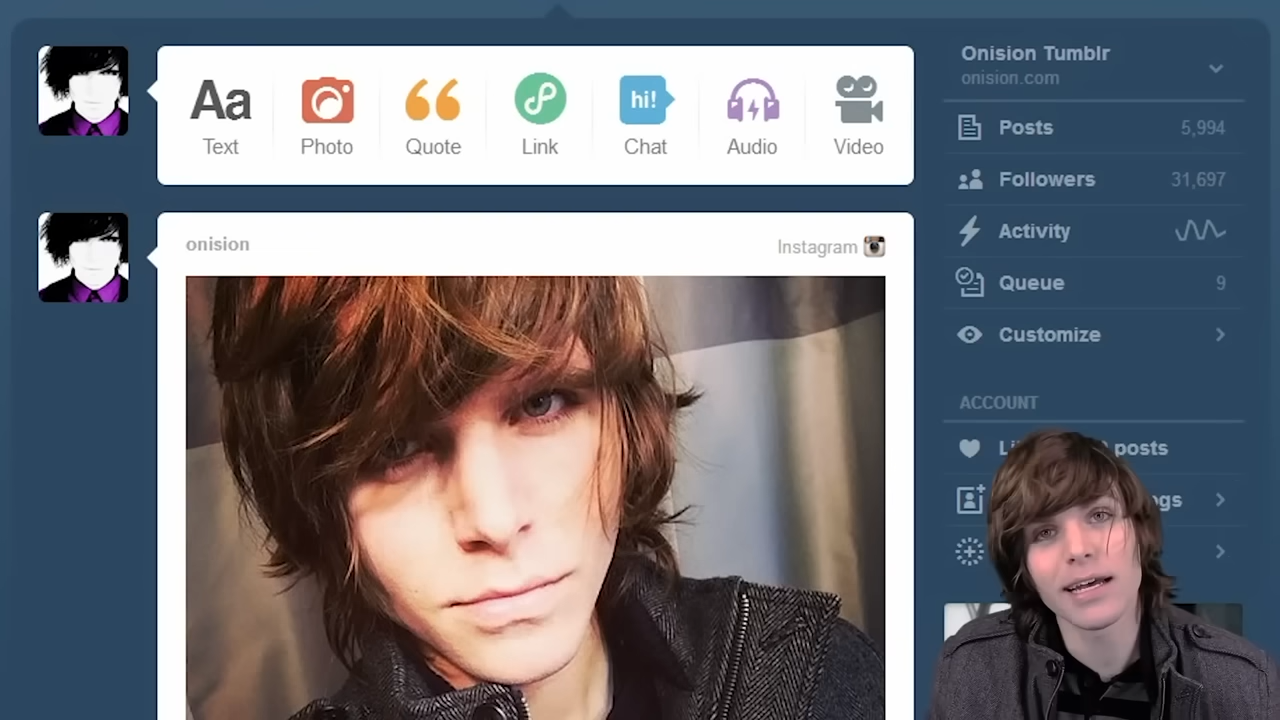 Aa
Text
Photo
Quote
Link
hi!
Chat
Audio
Video
onision
Instagram
Onision Tumblr
onision.com
Posts 5,994
Followers 31,697
Activity
Queue 9
Customize
ACCOUNT
posts